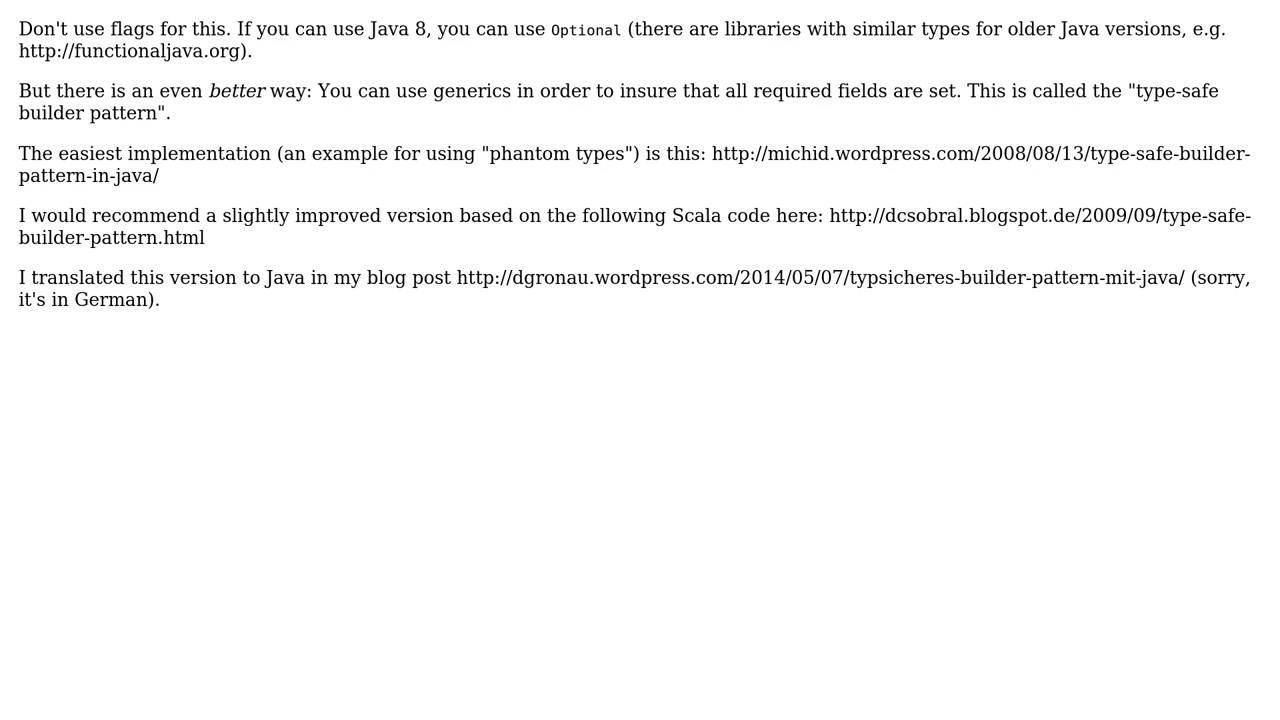 Don't use flags for this. If you can use Java 8, you can use Optional (there are libraries with similar types for older Java versions, e.g.
http://functionaljava.org).
But there is an even better way: You can use generics in order to insure that all required fields are set. This is called the "type-safe
builder pattern".
The easiest implementation (an example for using "phantom types") is this: http://michid.wordpress.com/2008/08/13/type-safe-builder-
pattern-in-java/
I would recommend a slightly improved version based on the following Scala code here: http://dcsobral.blogspot.de/2009/09/type-safe-
builder-pattern.html
I translated this version to Java in my blog post http://dgronau.wordpress.com/2014/05/07/typsicheres-builder-pattern-mit-java/ (sorry,
it's in German).